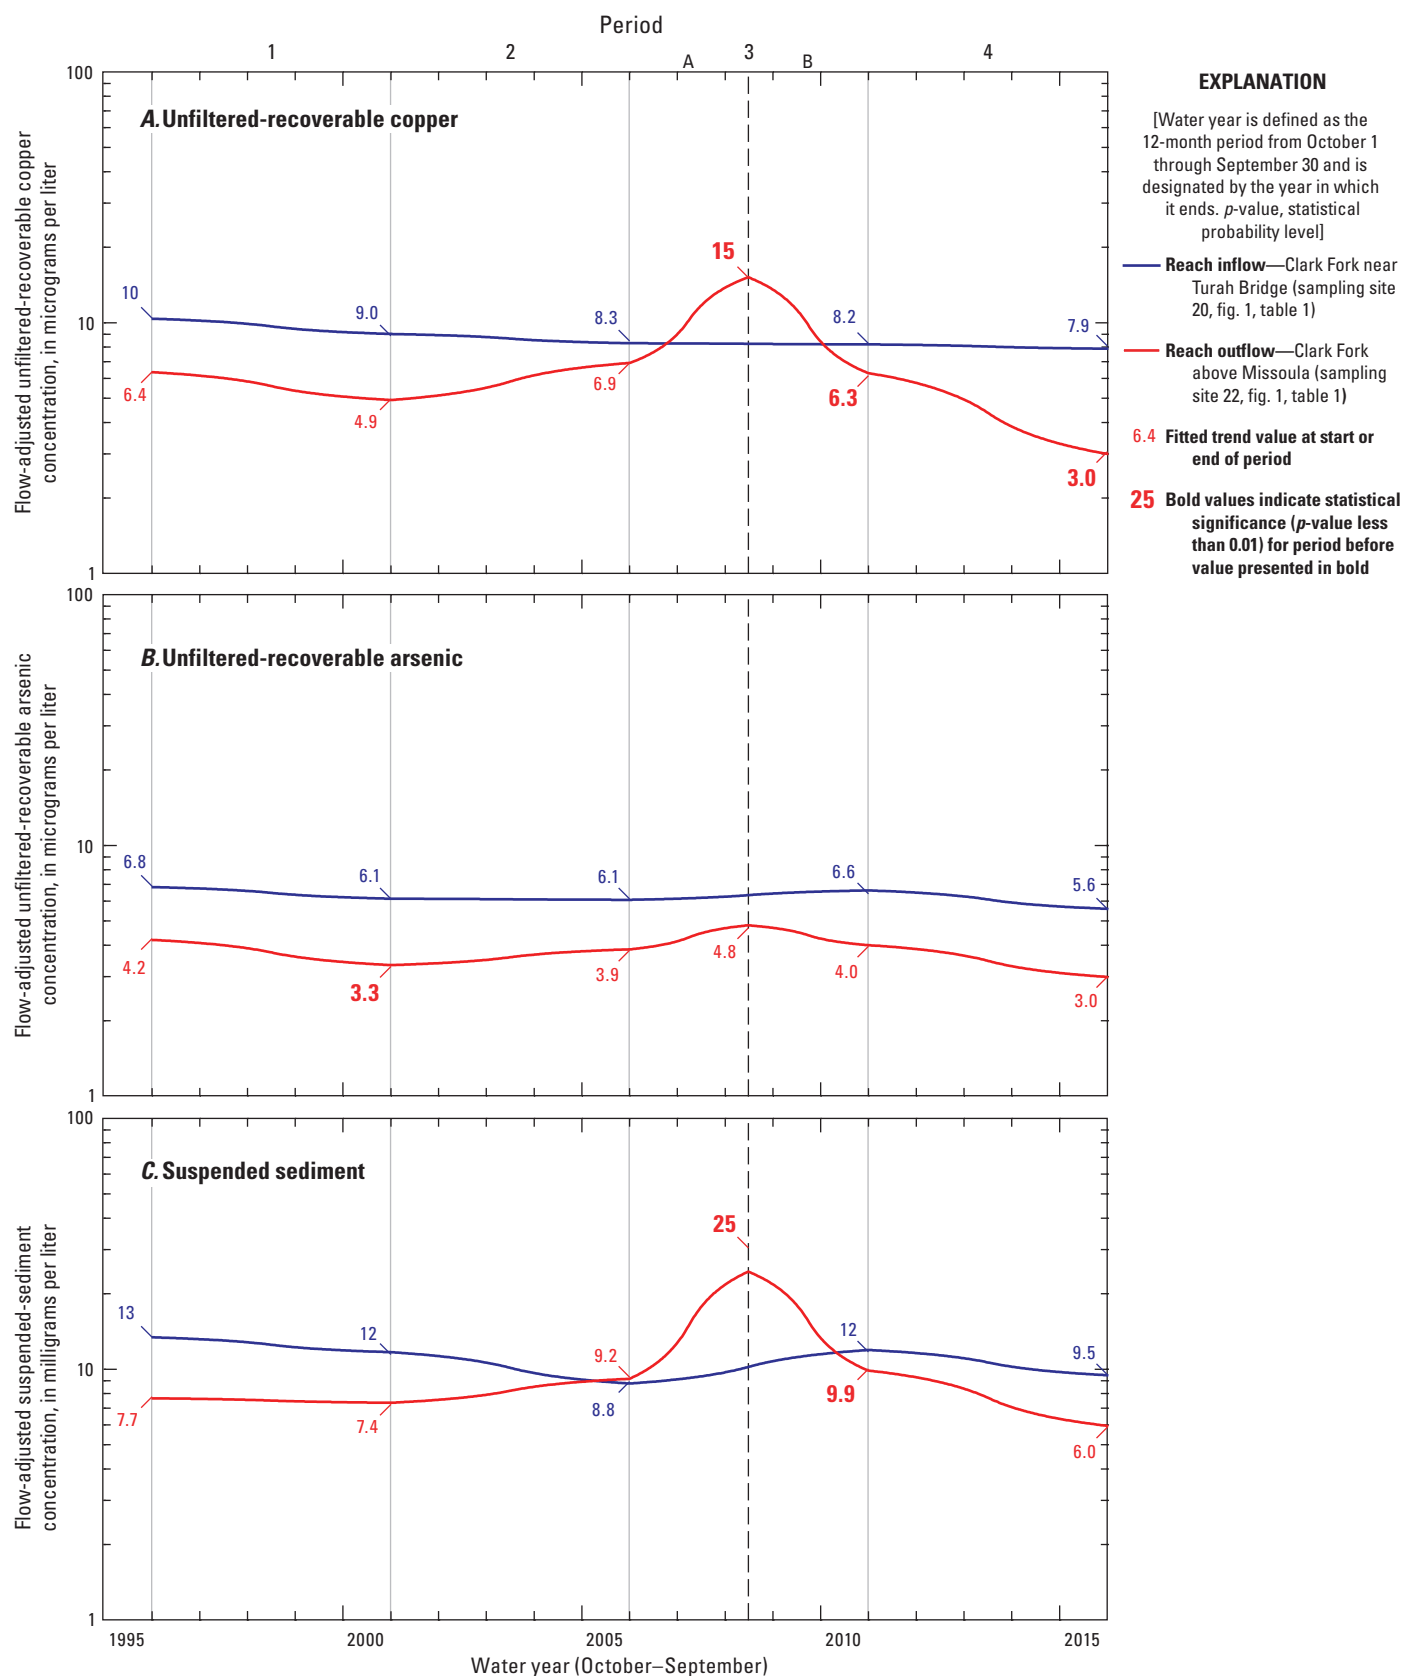 Period
1
2
3
4
A
B
100
10
1
A. Unfiltered-recoverable copper
Flow-adjusted unfiltered-recoverable copper
concentration, in micrograms per liter
10
9.0
8.3
8.2
7.9
6.4
4.9
6.9
15
6.3
3.0
100
10
1
B. Unfiltered-recoverable arsenic
Flow-adjusted unfiltered-recoverable arsenic
concentration, in micrograms per liter
6.8
6.1
6.1
6.6
5.6
4.2
3.3
3.9
4.8
4.0
3.0
100
10
1
C. Suspended sediment
Flow-adjusted suspended-sediment
concentration, in milligrams per liter
13
12
8.8
12
9.5
7.7
7.4
9.2
25
9.9
6.0
1995
2000
2005
2010
2015
Water year (October–September)
EXPLANATION
[Water year is defined as the
12-month period from October 1
through September 30 and is
designated by the year in which
it ends. p-value, statistical
probability level]
Reach inflow—Clark Fork near
Turah Bridge (sampling site
20, fig. 1, table 1)
Reach outflow—Clark Fork
above Missoula (sampling
site 22, fig. 1, table 1)
6.4 Fitted trend value at start or
end of period
25 Bold values indicate statistical
significance (p-value less
than 0.01) for period before
value presented in bold